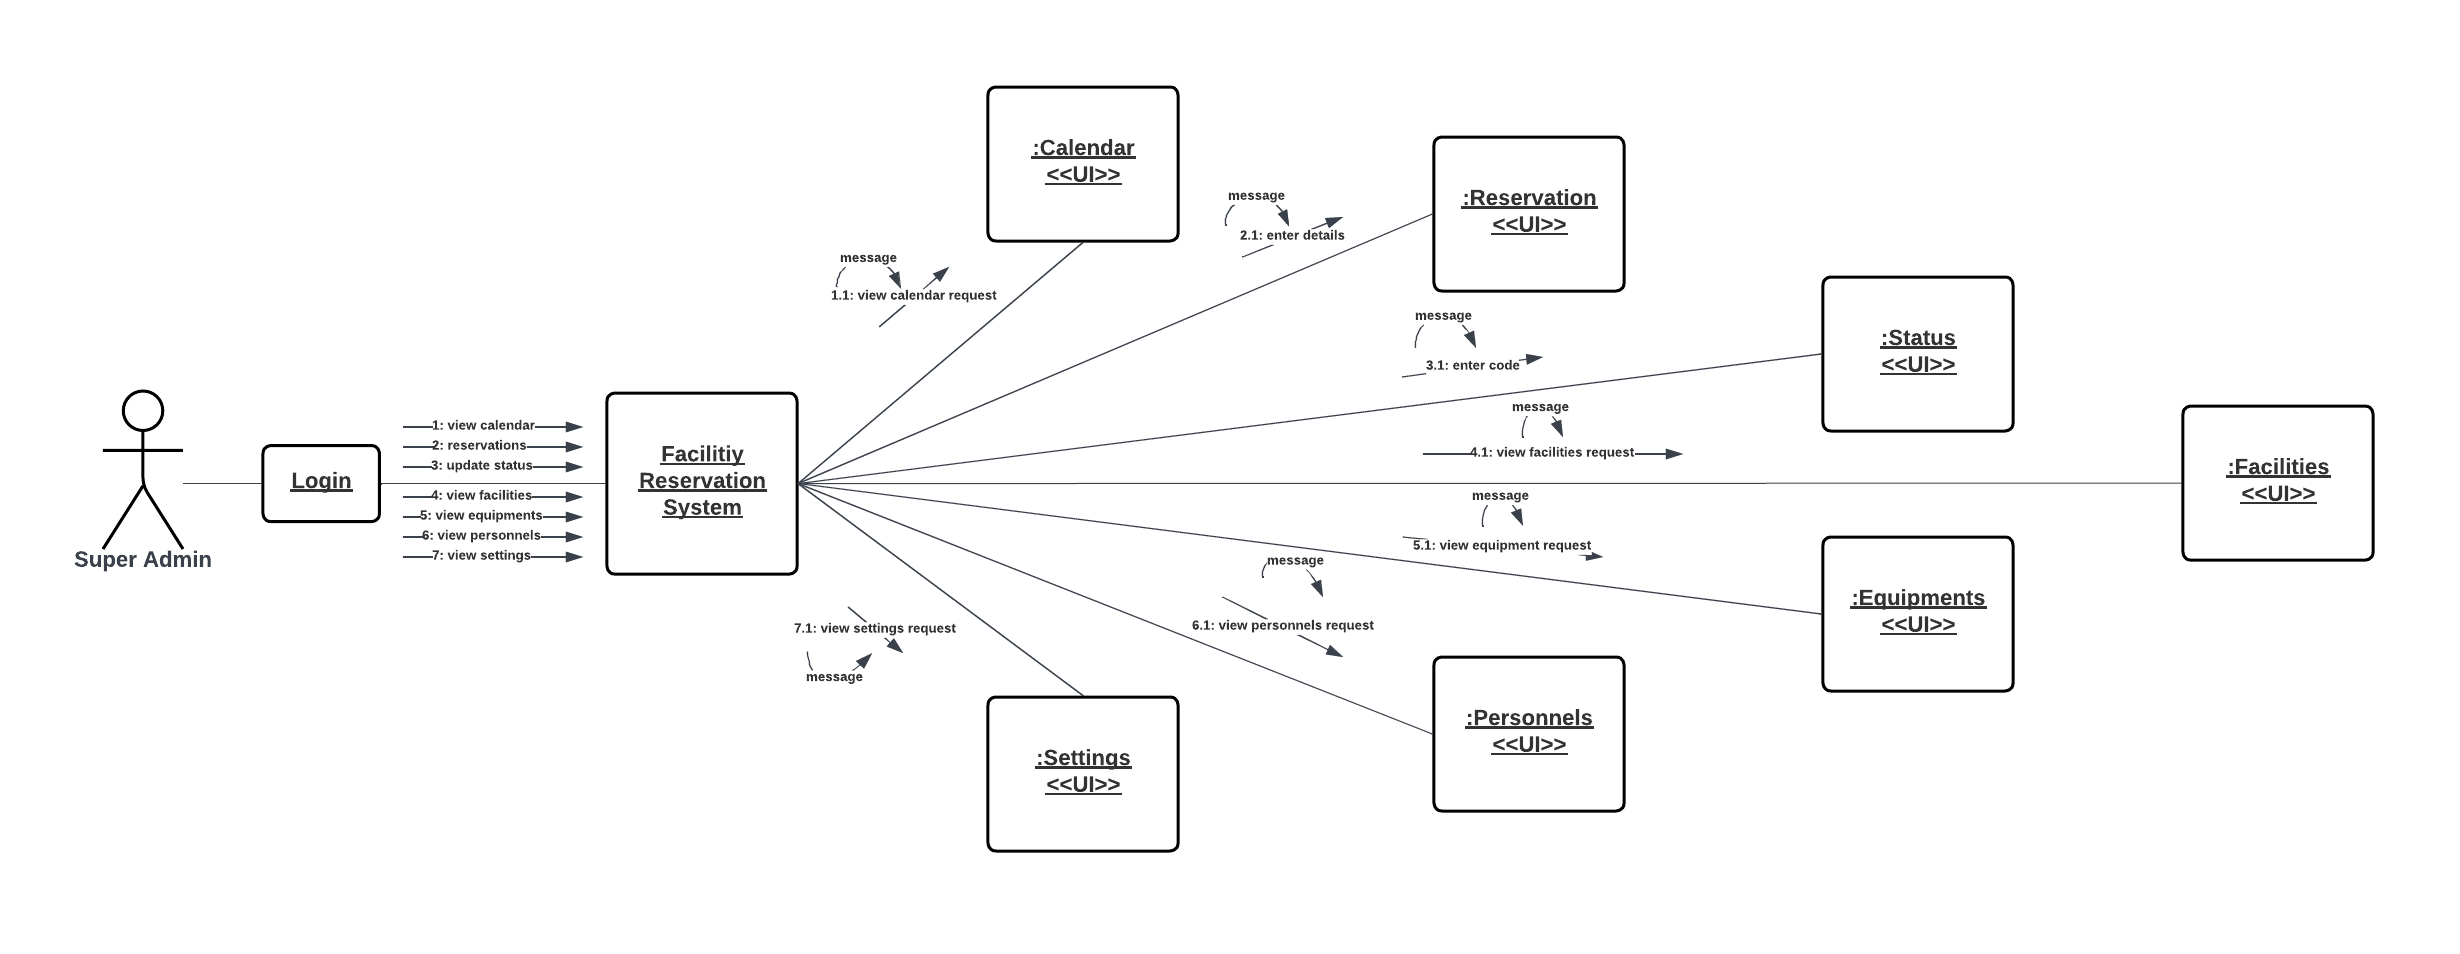 :Calendar
<<UI>>
:Reservation
<<UI>>
message
2.1: enter details
message
1.1: view calendar request
message
3.1: enter code
:Status
<<UI>>
message
4.1: view facilities request
:Facilities
<<UI>>
1: view calendar
2: reservations
3: update status
4: view facilities
5: view equipments
6: view personnels
7: view settings
Login
Super Admin
Facilitiy
Reservation
System
message
5.1: view equipment request
message
6.1: view personnels request
:Equipments
<<UI>>
7.1: view settings request
message
:Personnels
<<UI>>
:Settings
<<UI>>